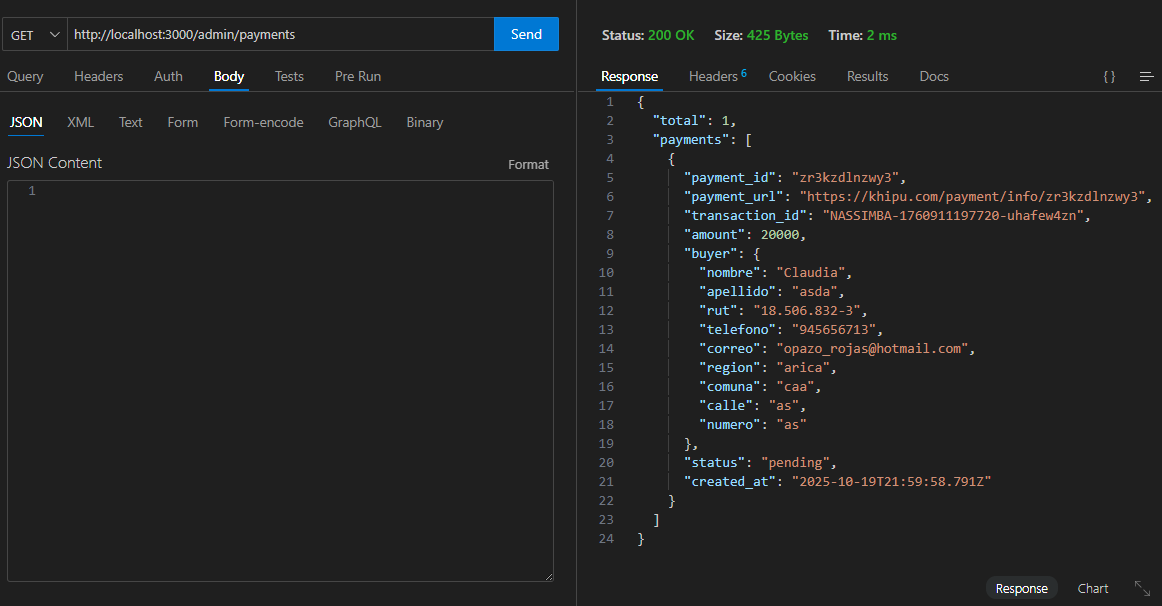 GET
http://localhost:3000/admin/payments
Send
Query Headers Auth Body Tests Pre Run
JSON XML Text Form Form-encode GraphQL Binary
JSON Content
Format
1
Status: 200 OK Size: 425 Bytes Time: 2 ms
Response Headers 6 Cookies Results Docs {}
1 {
2 "total": 1,
3 "payments": [
4 {
5 "payment_id": "zr3kzdlnzwy3",
6 "payment_url": "https://khipu.com/payment/info/zr3kzdlnzwy3",
7 "transaction_id": "NASSIMBA-1760911197720-uhafew4zn",
8 "amount": 20000,
9 "buyer": {
10 "nombre": "Claudia",
11 "apellido": "asda",
12 "rut": "18.506.832-3",
13 "telefono": "945656713",
14 "correo": "opazo_rojas@hotmail.com",
15 "region": "arica",
16 "comuna": "caa",
17 "calle": "as",
18 "numero": "as"
19 },
20 "status": "pending",
21 "created_at": "2025-10-19T21:59:58.791Z"
22 }
23 ]
24 }
Response Chart